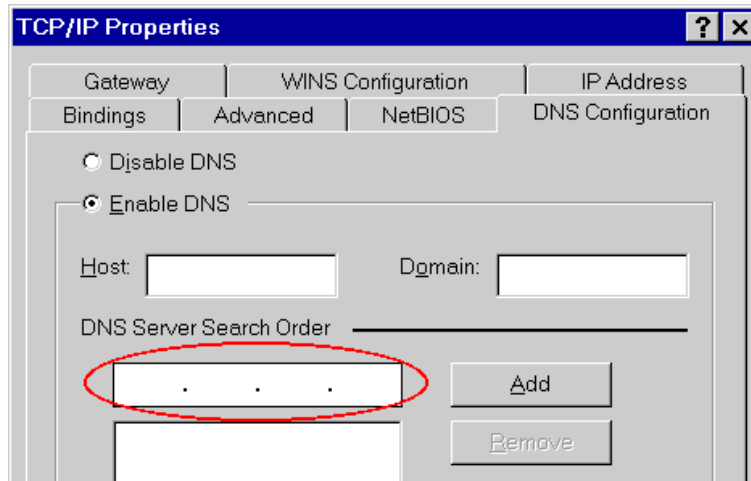 TCP/IP Properties
Gateway WINS Configuration IP Address
Bindings Advanced NetBIOS DNS Configuration
Disable DNS
Enable DNS
Host: Domain:
DNS Server Search Order
. . . Add
Remove